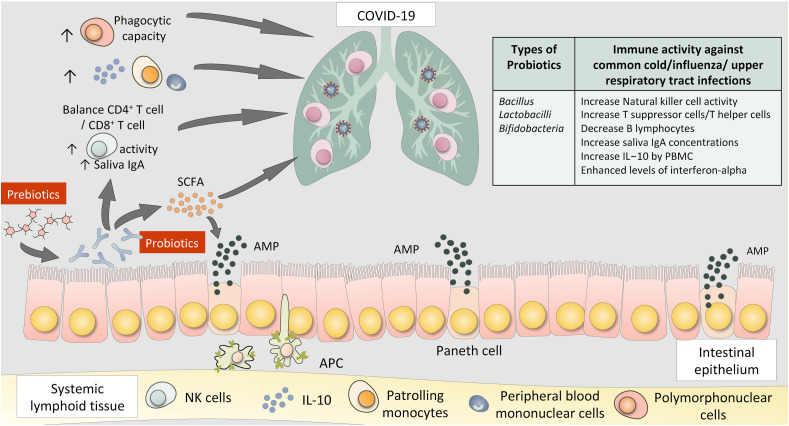 COVID-19
↑ Phagocytic
capacity
↑
Balance CD4⁺ T cell
/ CD8⁺ T cell
↑ activity
↑ Saliva IgA
SCFA
Prebiotics
Probiotics
AMP
AMP
AMP
Types of
Probiotics
Immune activity against
common cold/influenza/ upper
respiratory tract infections
Bacillus
Lactobacilli
Bifidobacteria
Increase Natural killer cell activity
Increase T suppressor cells/T helper cells
Decrease B lymphocytes
Increase saliva IgA concentrations
Increase IL−10 by PBMC
Enhanced levels of interferon-alpha
APC
Paneth cell
Intestinal
epithelium
Systemic
lymphoid tissue
NK cells
IL-10
Patrolling
monocytes
Peripheral blood
mononuclear cells
Polymorphonuclear
cells